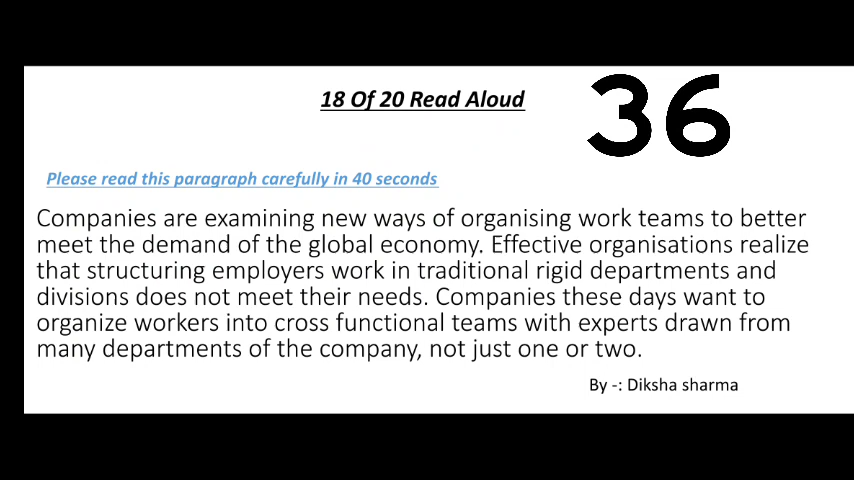 18 Of 20 Read Aloud
36
Please read this paragraph carefully in 40 seconds
Companies are examining new ways of organising work teams to better
meet the demand of the global economy. Effective organisations realize
that structuring employers work in traditional rigid departments and
divisions does not meet their needs. Companies these days want to
organize workers into cross functional teams with experts drawn from
many departments of the company, not just one or two.
By -: Diksha sharma